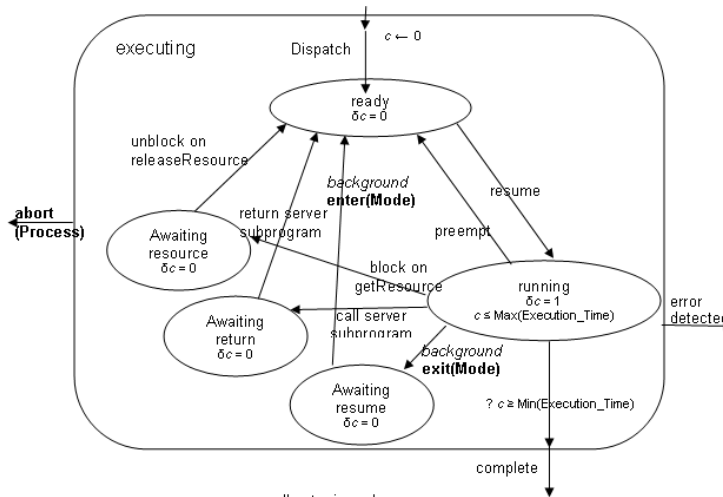 executing
Dispatch
c ← 0
ready
δc = 0
unblock on
releaseResource
background
enter(Mode)
resume
abort
(Process)
return server
subprogram
preempt
Awaiting
resource
δc = 0
block on
getResource
running
δc = 1
c ≤ Max(Execution_Time)
error
detected
Awaiting
return
δc = 0
call server
subprogram
background
exit(Mode)
Awaiting
resume
δc = 0
? c ≥ Min(Execution_Time)
complete